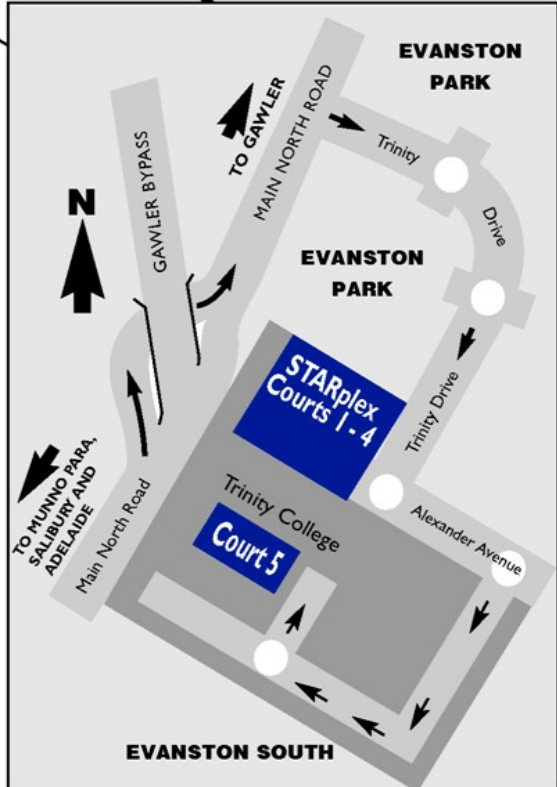 EVANSTON
PARK
TO GAWLER
MAIN NORTH ROAD
Trinity
Drive
GAWLER BYPASS
N
EVANSTON
PARK
STARplex
Courts 1 - 4
Trinity Drive
TO MUNNO PARA,
SALIBURY AND
ADELAIDE
Main North Road
Trinity College
Court 5
Alexander Avenue
EVANSTON SOUTH